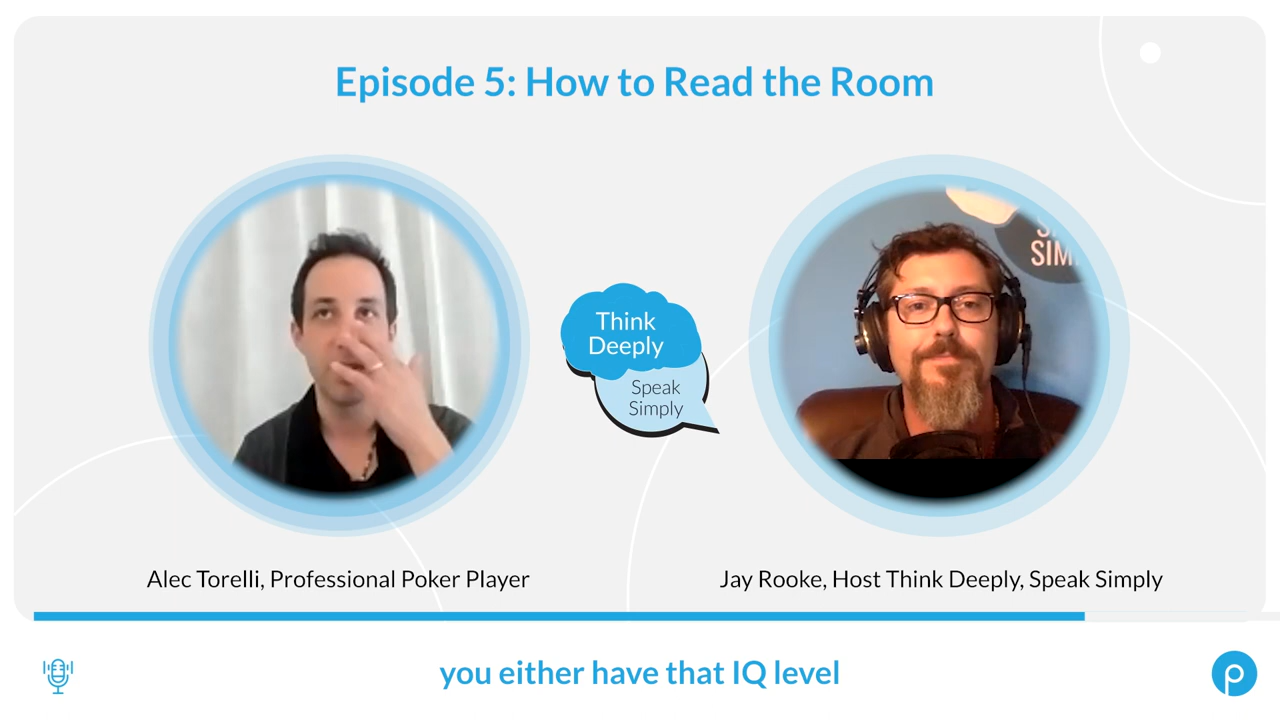 Episode 5: How to Read the Room
Think
Deeply
Speak
Simply
Alec Torelli, Professional Poker Player
Jay Rooke, Host Think Deeply, Speak Simply
you either have that IQ level